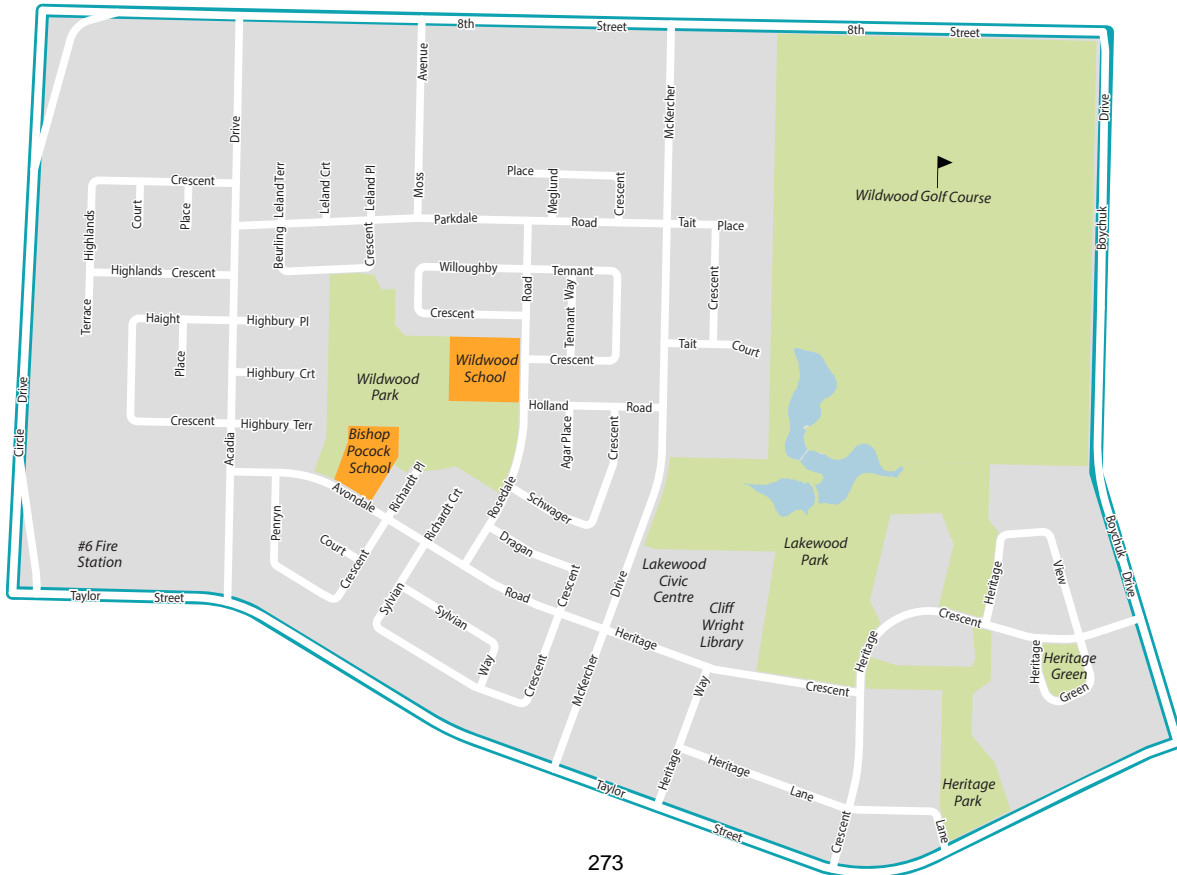 8th
Street
8th
Street
Avenue
Drive
McKercher
Drive
Boychuk
Wildwood Golf Course
Crescent
Highlands
Court
Place
Beurling
Leland Terr
Leland Crt
Leland Pl
Crescent
Moss
Place
Meglund
Crescent
Parkdale
Road
Tait
Place
Highlands
Crescent
Terrace
Willoughby
Crescent
Road
Tennant
Tennant Way
Crescent
Crescent
Tait
Court
Haight
Place
Crescent
Highbury Pl
Highbury Crt
Highbury Terr
Wildwood
Park
Wildwood
School
Bishop
Pocock
School
Circle
Drive
Acadia
Holland
Road
Agar Place
Crescent
Schwager
Rosedale
Avondale
Richardt Pl
Richardt Crt
Penryn
Court
Crescent
Dragan
Crescent
Road
#6 Fire
Station
Taylor
Street
Sylvian
Sylvian
Way
Crescent
Drive
McKercher
Lakewood
Civic
Centre
Cliff
Wright
Library
Lakewood
Park
Boychuk
Drive
Heritage
Crescent
Way
Heritage
Heritage
Crescent
Heritage
View
Heritage
Green
Heritage
Green
Heritage
Lane
Lane
Crescent
Heritage
Park
Taylor
Street
273